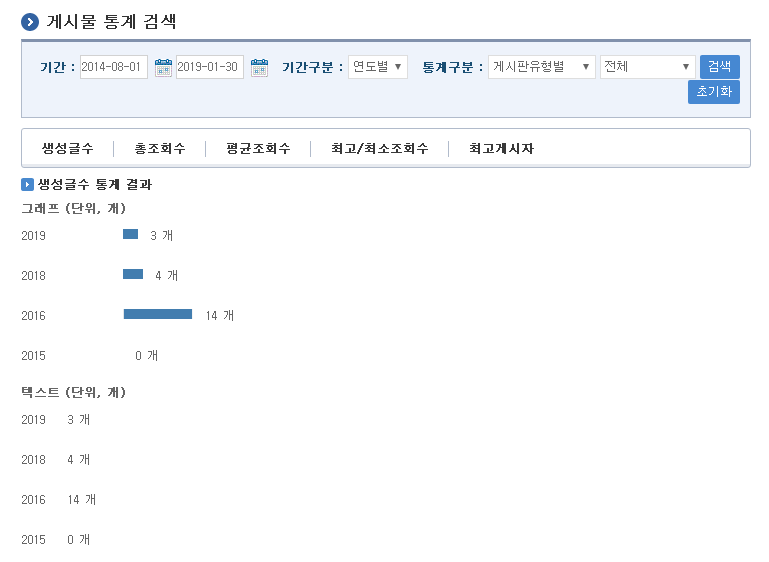 게시물 통계 검색
기간 : 2014-08-01 2019-01-30 기간구분 : 연도별 통계구분 : 게시판유형별 전체 검색
초기화
생성글수 총조회수 평균조회수 최고/최소조회수 최고게시자
생성글수 통계 결과
그래프 (단위, 개)
2019 3 개
2018 4 개
2016 14 개
2015 0 개
텍스트 (단위, 개)
2019 3 개
2018 4 개
2016 14 개
2015 0 개